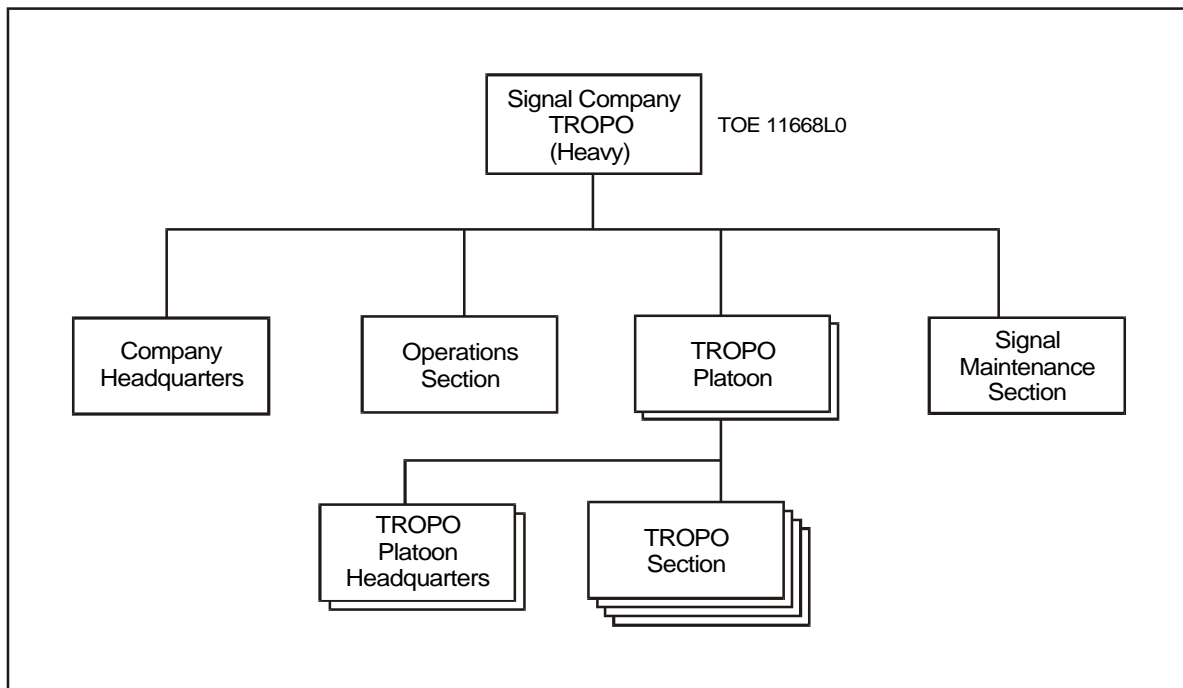 Signal Company
TROPO
(Heavy)
TOE 11668L0
Company
Headquarters
Operations
Section
TROPO
Platoon
Signal
Maintenance
Section
TROPO
Platoon
Headquarters
TROPO
Section